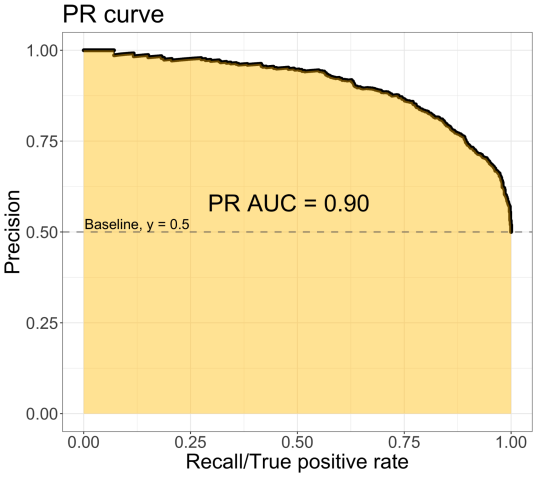 PR curve
1.00
0.75
0.50
0.25
0.00
Precision
PR AUC = 0.90
Baseline, y = 0.5
0.00 0.25 0.50 0.75 1.00
Recall/True positive rate